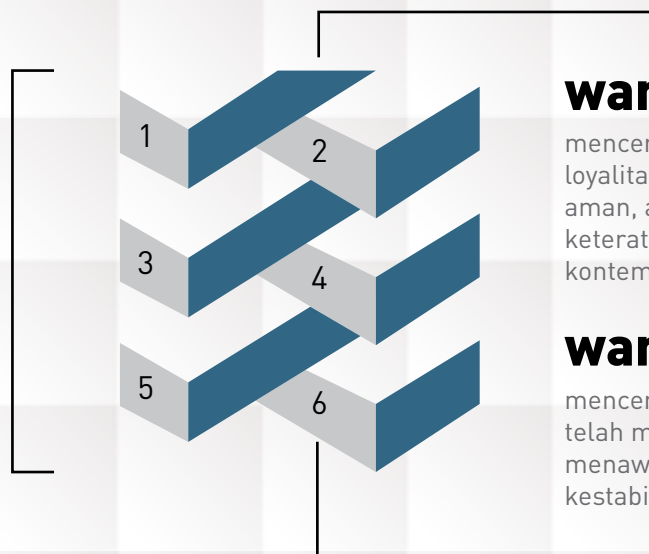 1
2
3
4
5
6
war
mencer
loyalita
aman, a
keterat
kontem
war
mencer
telah m
menaw
kestabi